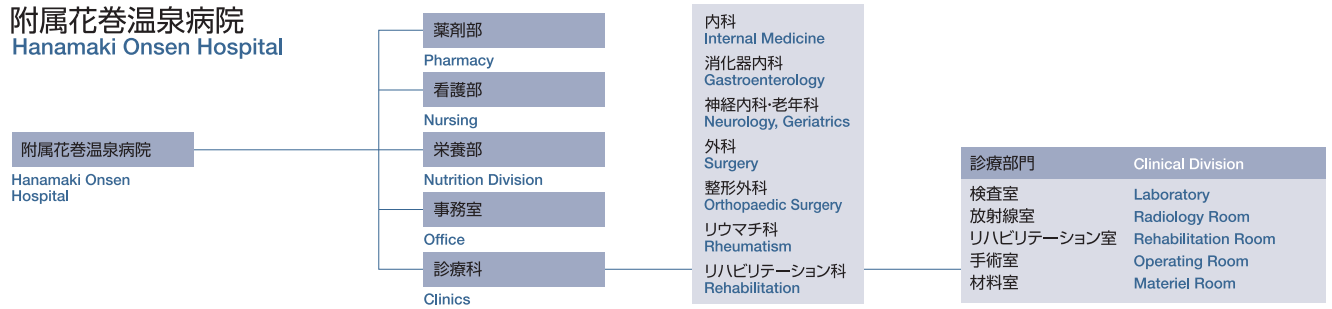 附属花巻温泉病院
Hanamaki Onsen Hospital
附属花巻温泉病院
Hanamaki Onsen
Hospital
薬剤部
Pharmacy
看護部
Nursing
栄養部
Nutrition Division
事務室
Office
診療科
Clinics
内科
Internal Medicine
消化器内科
Gastroenterology
神経内科・老年科
Neurology, Geriatrics
外科
Surgery
整形外科
Orthopaedic Surgery
リウマチ科
Rheumatism
リハビリテーション科
Rehabilitation
診療部門 Clinical Division
検査室 Laboratory
放射線室 Radiology Room
リハビリテーション室 Rehabilitation Room
手術室 Operating Room
材料室 Materiel Room